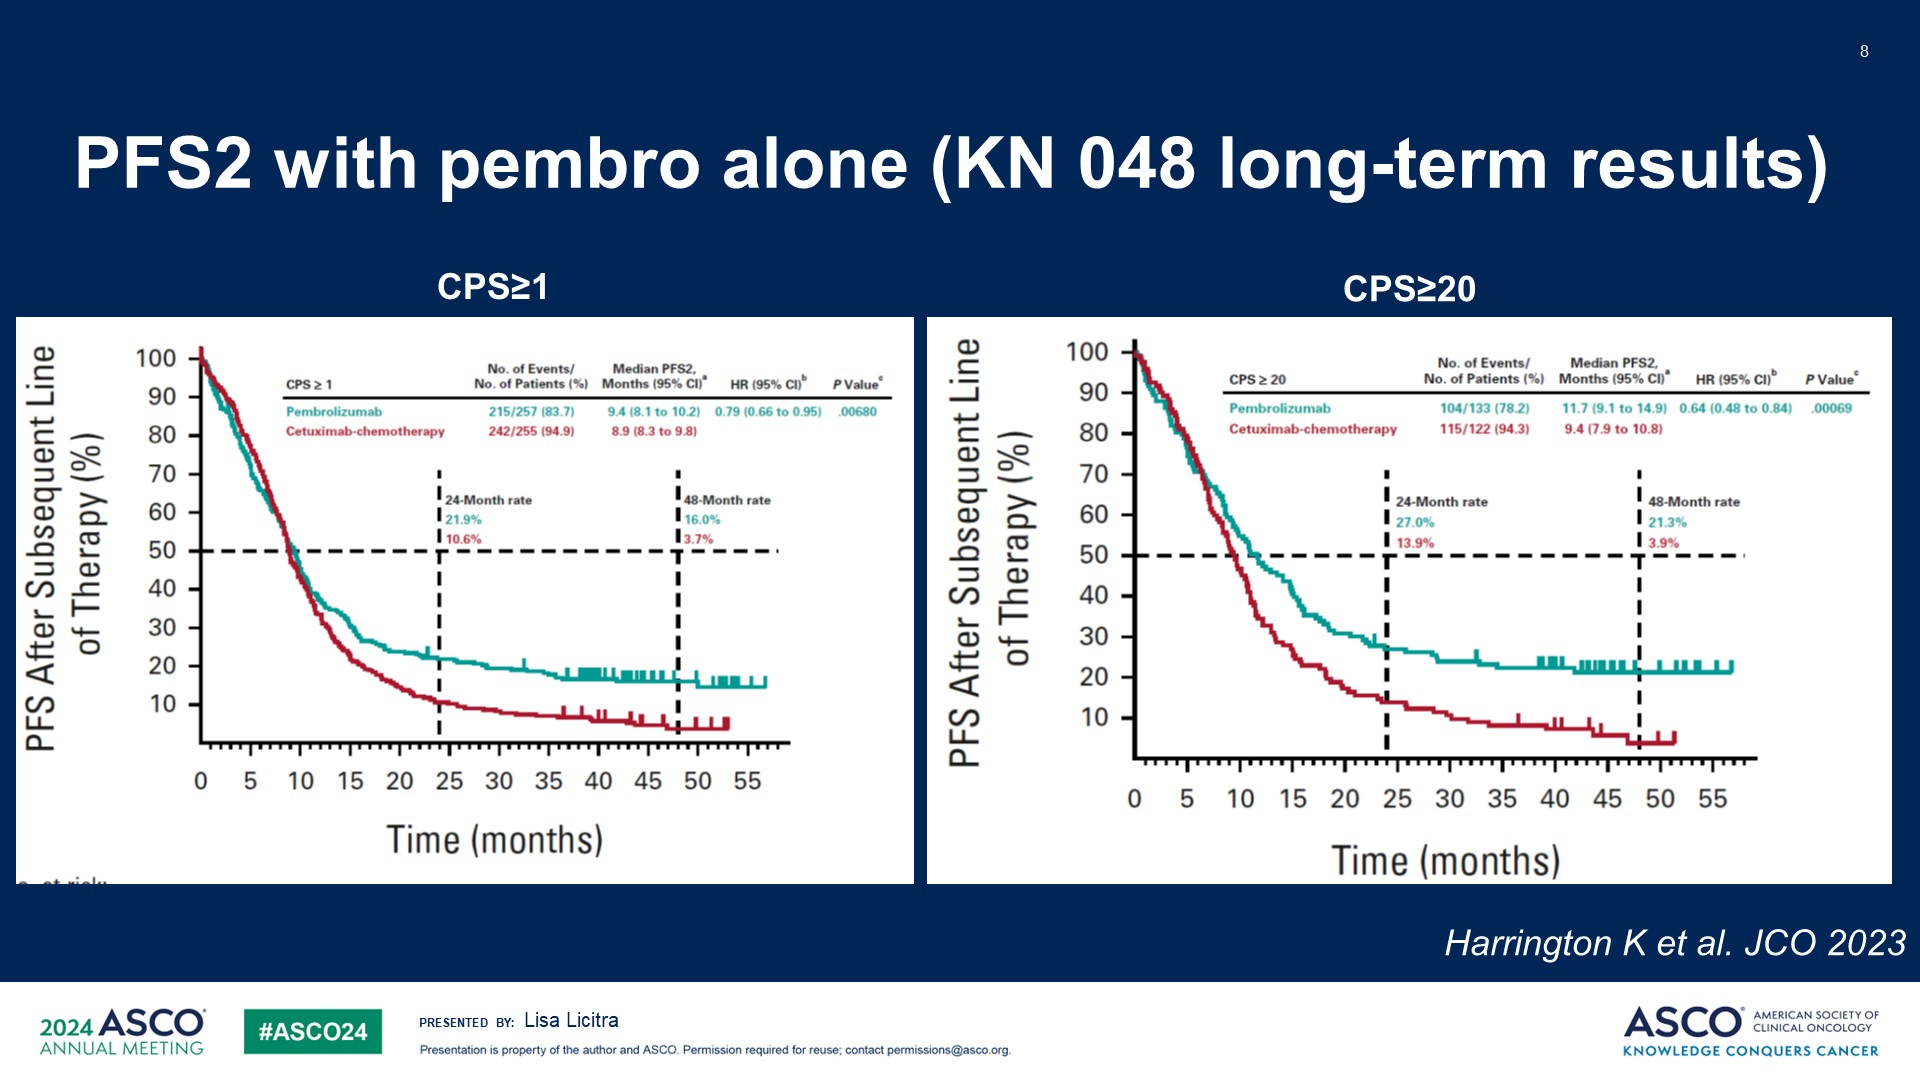 8
PFS2 with pembro alone (KN 048 long-term results)
CPS≥1
PFS After Subsequent Line
of Therapy (%)
100
90
80
70
60
50
40
30
20
10
CPS ≥ 1
No. of Events/
No. of Patients (%)
Median PFS2,
Months (95% CI)a
HR (95% CI)b
P Valuec
Pembrolizumab 215/257 (83.7) 9.4 (8.1 to 10.2) 0.79 (0.66 to 0.95) .00680
Cetuximab-chemotherapy 242/255 (94.9) 8.9 (8.3 to 9.8)
24-Month rate
21.9%
10.6%
48-Month rate
16.0%
3.7%
0 5 10 15 20 25 30 35 40 45 50 55
Time (months)
CPS≥20
PFS After Subsequent Line
of Therapy (%)
100
90
80
70
60
50
40
30
20
10
CPS ≥ 20
No. of Events/
No. of Patients (%)
Median PFS2,
Months (95% CI)a
HR (95% CI)b
P Valuec
Pembrolizumab 104/133 (78.2) 11.7 (9.1 to 14.9) 0.64 (0.48 to 0.84) .00069
Cetuximab-chemotherapy 115/122 (94.3) 9.4 (7.9 to 10.8)
24-Month rate
27.0%
13.9%
48-Month rate
21.3%
3.9%
0 5 10 15 20 25 30 35 40 45 50 55
Time (months)
Harrington K et al. JCO 2023
2024 ASCO
ANNUAL MEETING
#ASCO24
PRESENTED BY: Lisa Licitra
Presentation is property of the author and ASCO. Permission required for reuse; contact permissions@asco.org.
ASCO AMERICAN SOCIETY OF
CLINICAL ONCOLOGY
KNOWLEDGE CONQUERS CANCER